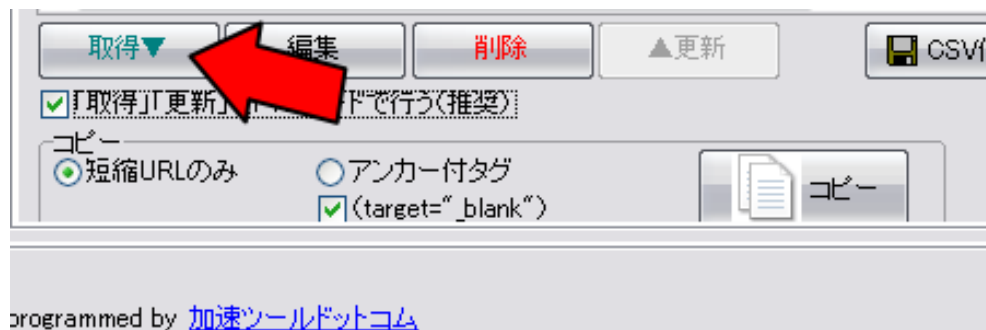 取得▼ 編集 削除 ▲更新 CSV
「取得」「更新」 ドで行う(推奨)
コピー
短縮URLのみ アンカー付タグ コピー
(target="_blank")
programmed by 加速ツールドットコム